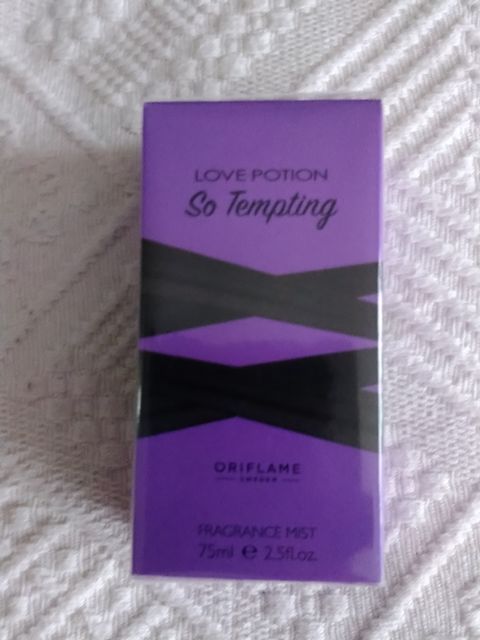 LOVE POTION
So Tempting
ORIFLAME
SWEDEN
FRAGRANCE MIST
75ml ℮ 2.5fl.oz.